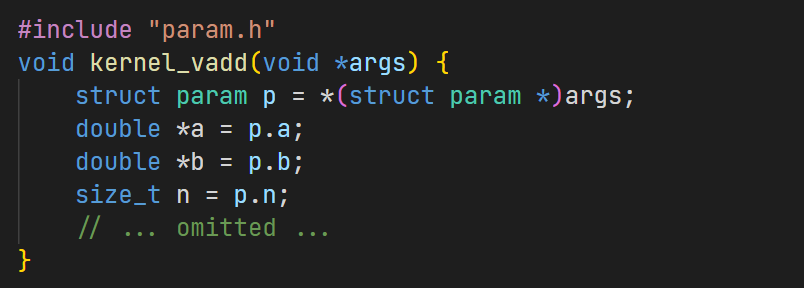 #include "param.h"
void kernel_vadd(void *args) {
    struct param p = *(struct param *)args;
    double *a = p.a;
    double *b = p.b;
    size_t n = p.n;
    // ... omitted ...
}